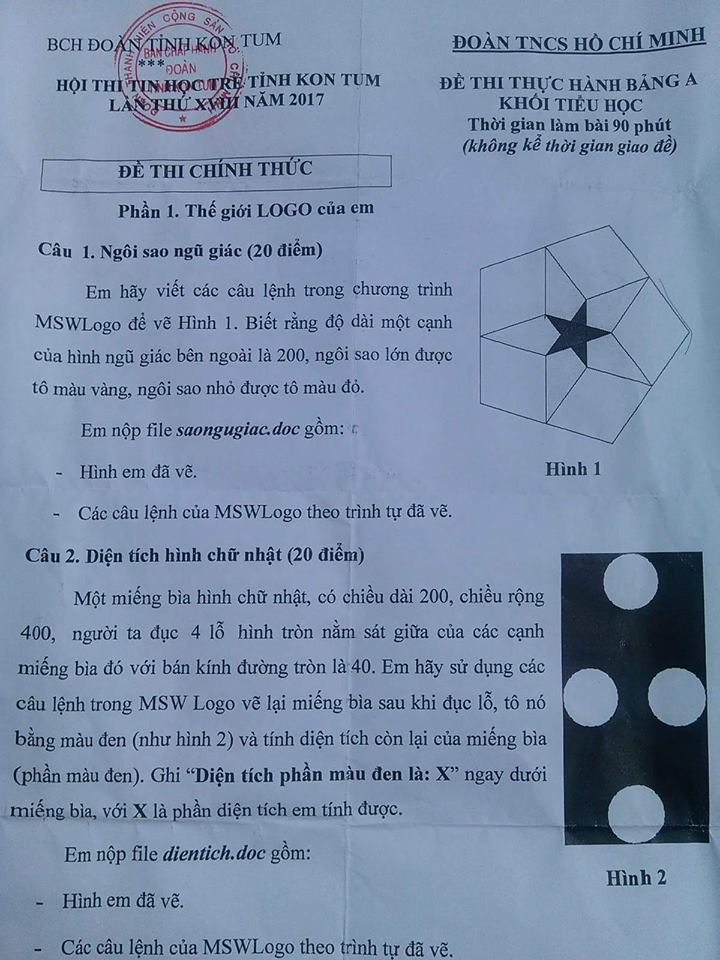 BCH ĐOÀN TỈNH KON TUM
***
HỘI THI TIN HỌC TRẺ TỈNH KON TUM
LẦN THỨ XVIII NĂM 2017
BAN CHẤP HÀNH
ĐOÀN
ĐOÀN TNCS HỒ CHÍ MINH
ĐỀ THI THỰC HÀNH BẢNG A
KHỐI TIỂU HỌC
Thời gian làm bài 90 phút
(không kể thời gian giao đề)
ĐỀ THI CHÍNH THỨC
Phần 1. Thế giới LOGO của em
Câu 1. Ngôi sao ngũ giác (20 điểm)
Em hãy viết các câu lệnh trong chương trình
MSWLogo để vẽ Hình 1. Biết rằng độ dài một cạnh
của hình ngũ giác bên ngoài là 200, ngôi sao lớn được
tô màu vàng, ngôi sao nhỏ được tô màu đỏ.
Em nộp file saongugiac.doc gồm:
- Hình em đã vẽ.
- Các câu lệnh của MSWLogo theo trình tự đã vẽ.
Hình 1
Câu 2. Diện tích hình chữ nhật (20 điểm)
Một miếng bìa hình chữ nhật, có chiều dài 200, chiều rộng
400, người ta đục 4 lỗ hình tròn nằm sát giữa của các cạnh
miếng bìa đó với bán kính đường tròn là 40. Em hãy sử dụng các
câu lệnh trong MSW Logo vẽ lại miếng bìa sau khi đục lỗ, tô nó
bằng màu đen (như hình 2) và tính diện tích còn lại của miếng bìa
(phần màu đen). Ghi “Diện tích phần màu đen là: X” ngay dưới
miếng bìa, với X là phần diện tích em tính được.
Em nộp file dientich.doc gồm:
- Hình em đã vẽ.
- Các câu lệnh của MSWLogo theo trình tự đã vẽ.
Hình 2